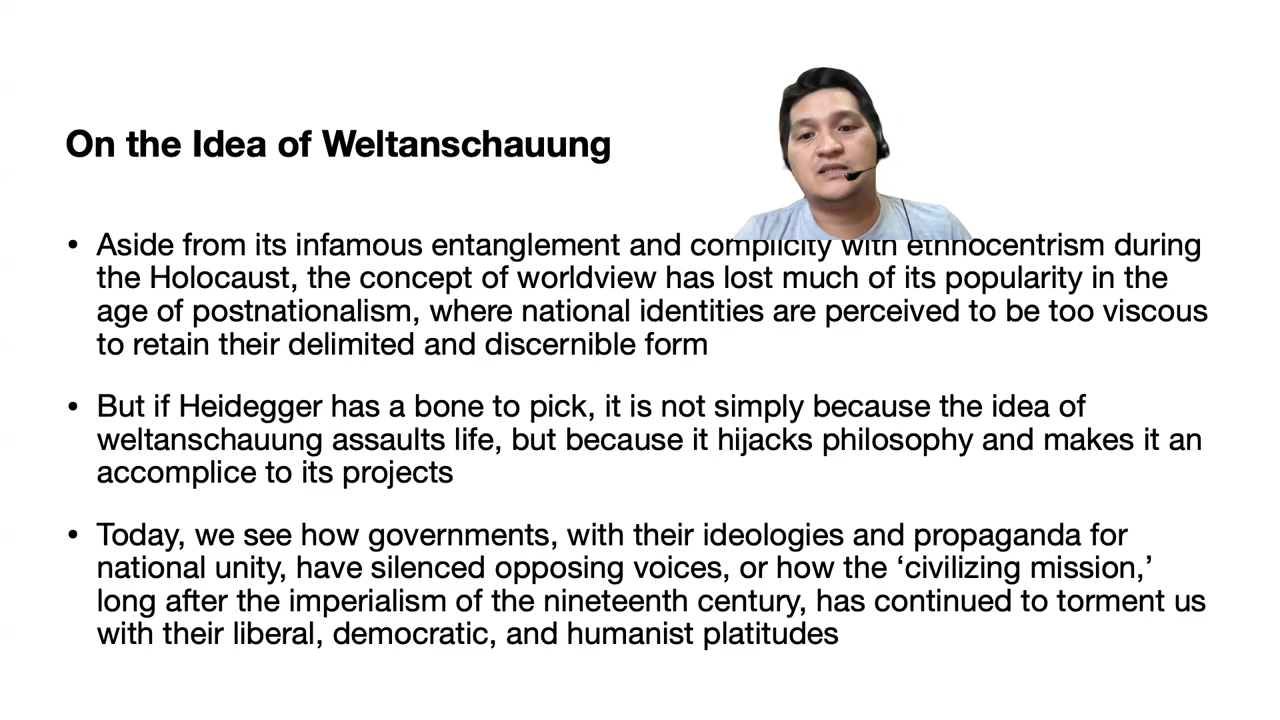 On the Idea of Weltanschauung
• Aside from its infamous entanglement and complicity with ethnocentrism during
the Holocaust, the concept of worldview has lost much of its popularity in the
age of postnationalism, where national identities are perceived to be too viscous
to retain their delimited and discernible form
• But if Heidegger has a bone to pick, it is not simply because the idea of
weltanschauung assaults life, but because it hijacks philosophy and makes it an
accomplice to its projects
• Today, we see how governments, with their ideologies and propaganda for
national unity, have silenced opposing voices, or how the ‘civilizing mission,’
long after the imperialism of the nineteenth century, has continued to torment us
with their liberal, democratic, and humanist platitudes